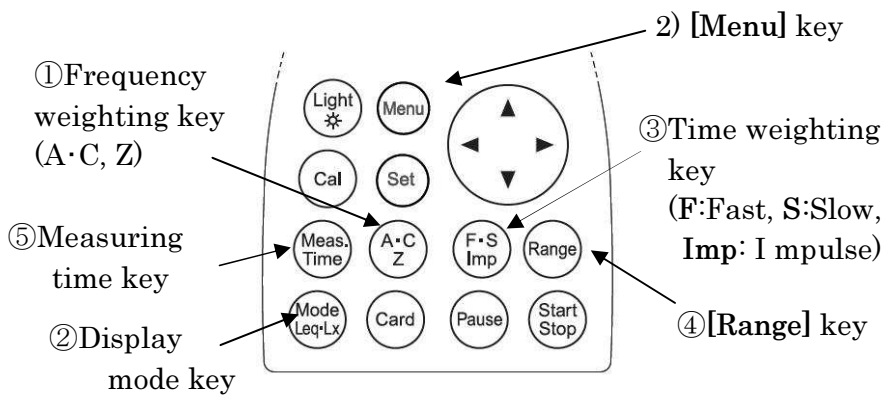 2) [Menu] key
①Frequency
weighting key
(A･C, Z)
③Time weighting
key
(F:Fast, S:Slow,
Imp: I mpulse)
⑤Measuring
time key
②Display
mode key
④[Range] key
Light
Menu
Cal
Set
Meas.
Time
A･C
Z
F･S
Imp
Range
Mode
Leq･Lx
Card
Pause
Start
Stop